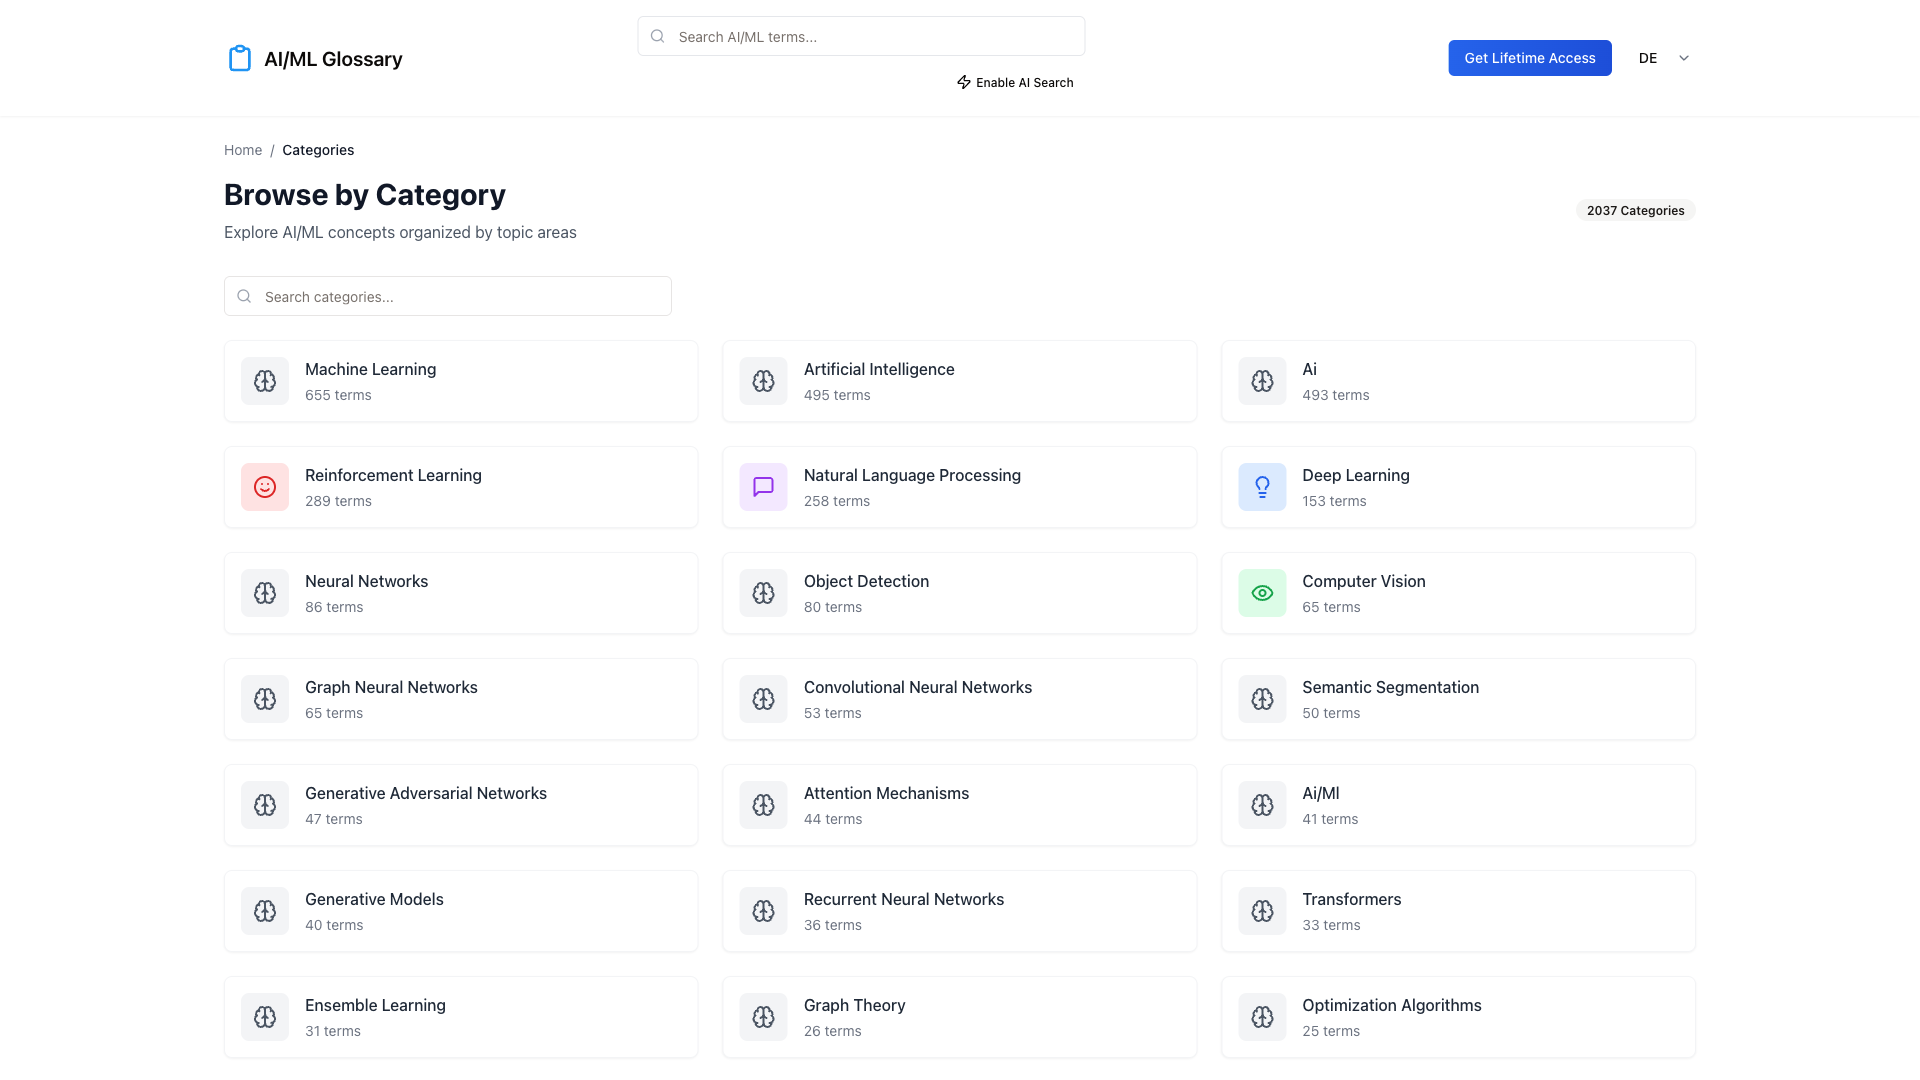 AI/ML Glossary
Search AI/ML terms...
Enable AI Search
Get Lifetime Access
DE
Home / Categories
Browse by Category
Explore AI/ML concepts organized by topic areas
2037 Categories
Search categories...
Machine Learning
655 terms
Artificial Intelligence
495 terms
Ai
493 terms
Reinforcement Learning
289 terms
Natural Language Processing
258 terms
Deep Learning
153 terms
Neural Networks
86 terms
Object Detection
80 terms
Computer Vision
65 terms
Graph Neural Networks
65 terms
Convolutional Neural Networks
53 terms
Semantic Segmentation
50 terms
Generative Adversarial Networks
47 terms
Attention Mechanisms
44 terms
Ai/Ml
41 terms
Generative Models
40 terms
Recurrent Neural Networks
36 terms
Transformers
33 terms
Ensemble Learning
31 terms
Graph Theory
26 terms
Optimization Algorithms
25 terms